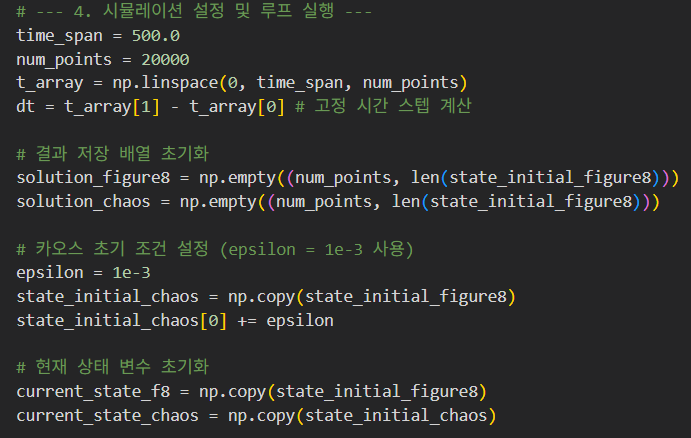 # --- 4. 시뮬레이션 설정 및 루프 실행 ---
time_span = 500.0
num_points = 20000
t_array = np.linspace(0, time_span, num_points)
dt = t_array[1] - t_array[0] # 고정 시간 스텝 계산
# 결과 저장 배열 초기화
solution_figure8 = np.empty((num_points, len(state_initial_figure8)))
solution_chaos = np.empty((num_points, len(state_initial_figure8)))
# 카오스 초기 조건 설정 (epsilon = 1e-3 사용)
epsilon = 1e-3
state_initial_chaos = np.copy(state_initial_figure8)
state_initial_chaos[0] += epsilon
# 현재 상태 변수 초기화
current_state_f8 = np.copy(state_initial_figure8)
current_state_chaos = np.copy(state_initial_chaos)